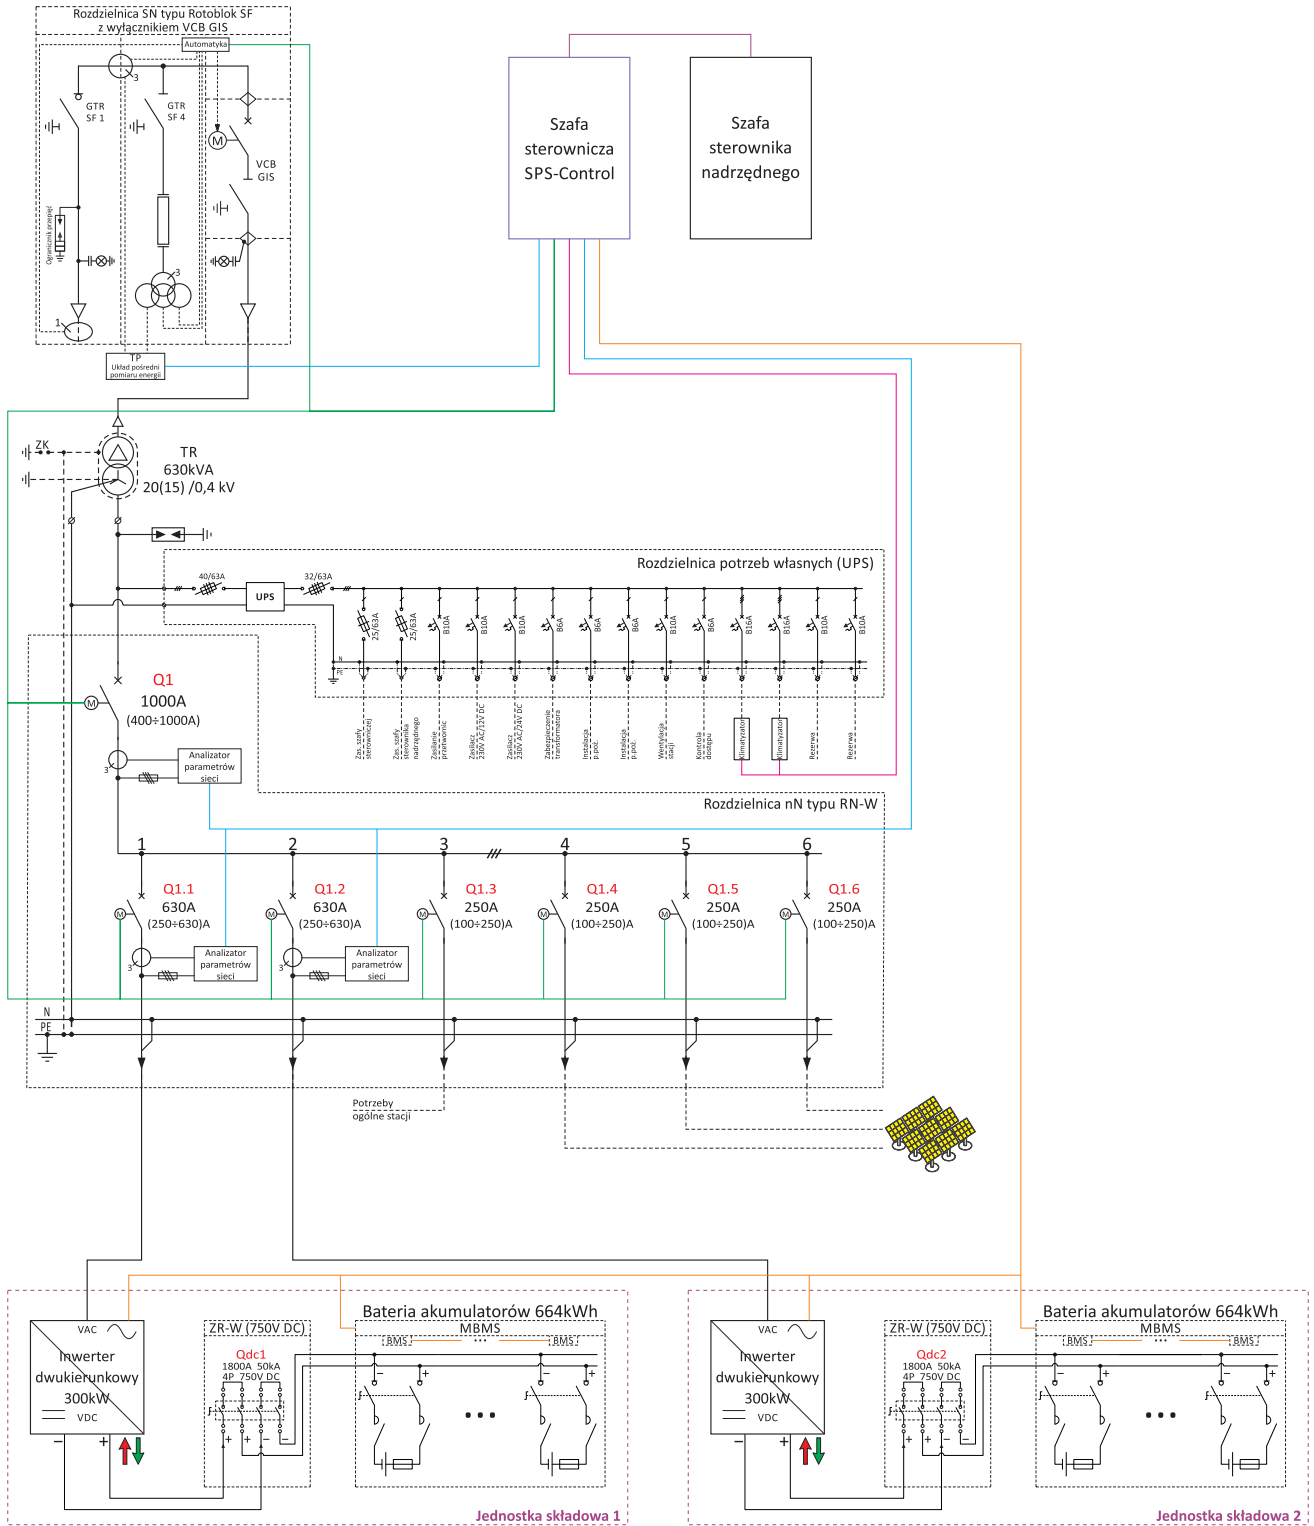 Rozdzielnica SN typu Rotoblok SF
z wyłącznikiem VCB GIS
Automatyka
3
GTR
SF 1
GTR
SF 4
M
VCB
GIS
Ogranicznik przepięć
3
1
TP
Układ pośredni
pomiaru energii
Szafa
sterownicza
SPS-Control
Szafa
sterownika
nadrzędnego
ZK
TR
630kVA
20(15) /0,4 kV
Rozdzielnica potrzeb własnych (UPS)
40/63A
UPS
32/63A
25/63A
25/63A
B10A
B10A
B10A
B6A
B6A
B6A
B10A
B6A
B16A
B16A
B10A
B10A
N
PE
Zas. szafy
sterowniczej
Zas. szafy
sterownika
nadrzędnego
Zasilanie
przetwornic
Zasilacz
230V AC/12V DC
Zasilacz
230V AC/24V DC
Zabezpieczenie
transformatora
Instalacja
p.poż.
Instalacja
p.poż.
Wentylacja
stacji
Kontrola
dostępu
Klimatyzator
Klimatyzator
Rezerwa
Rezerwa
Q1
1000A
(400÷1000A)
M
3
Analizator
parametrów
sieci
Rozdzielnica nN typu RN-W
1
2
3
4
5
6
Q1.1
630A
(250÷630)A
M
Q1.2
630A
(250÷630)A
M
Q1.3
250A
(100÷250)A
M
Q1.4
250A
(100÷250)A
M
Q1.5
250A
(100÷250)A
M
Q1.6
250A
(100÷250)A
M
3
Analizator
parametrów
sieci
3
Analizator
parametrów
sieci
N
PE
Potrzeby
ogólne stacji
VAC
Inwerter
dwukierunkowy
300kW
VDC
− +
ZR-W (750V DC)
Qdc1
1800A 50kA
4P 750V DC
+ + − −
Bateria akumulatorów 664kWh
MBMS
BMS ... BMS
− + − +
Jednostka składowa 1
VAC
Inwerter
dwukierunkowy
300kW
VDC
− +
ZR-W (750V DC)
Qdc2
1800A 50kA
4P 750V DC
+ + − −
Bateria akumulatorów 664kWh
MBMS
BMS ... BMS
− + − +
Jednostka składowa 2